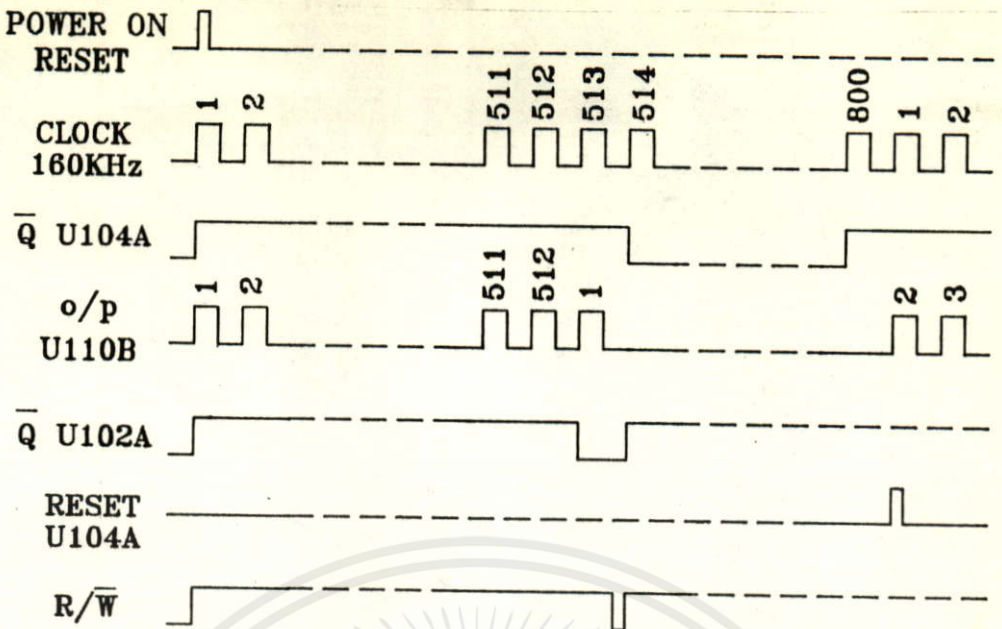 POWER ON
RESET
511 512 513 514 800
1 2 1 2
CLOCK
160KHz
Q̅ U104A
1 2 511 512 1 2 3
o/p
U110B
Q̅ U102A
RESET
U104A
R/W̅